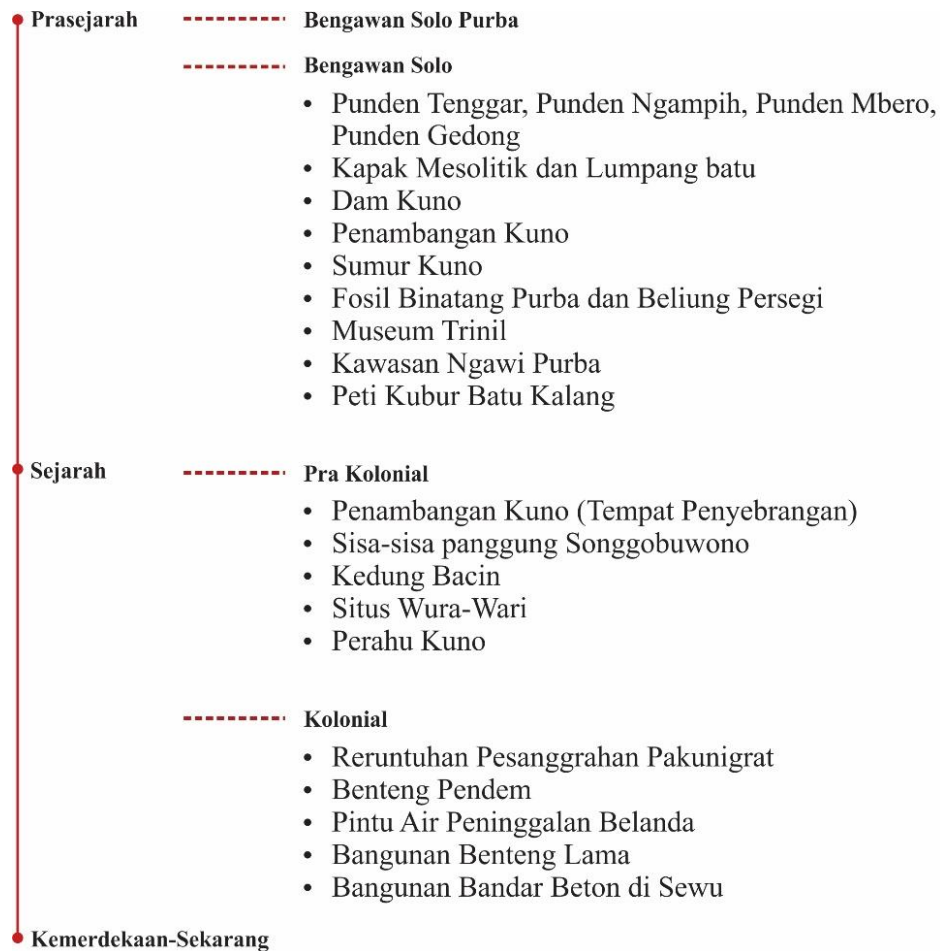 Prasejarah
Bengawan Solo Purba
Bengawan Solo
• Punden Tenggar, Punden Ngampih, Punden Mbero,
Punden Gedong
• Kapak Mesolitik dan Lumpang batu
• Dam Kuno
• Penambangan Kuno
• Sumur Kuno
• Fosil Binatang Purba dan Beliung Persegi
• Museum Trinil
• Kawasan Ngawi Purba
• Peti Kubur Batu Kalang
Sejarah
Pra Kolonial
• Penambangan Kuno (Tempat Penyebrangan)
• Sisa-sisa panggung Songgobuwono
• Kedung Bacin
• Situs Wura-Wari
• Perahu Kuno
Kolonial
• Reruntuhan Pesanggrahan Pakunigrat
• Benteng Pendem
• Pintu Air Peninggalan Belanda
• Bangunan Benteng Lama
• Bangunan Bandar Beton di Sewu
Kemerdekaan-Sekarang